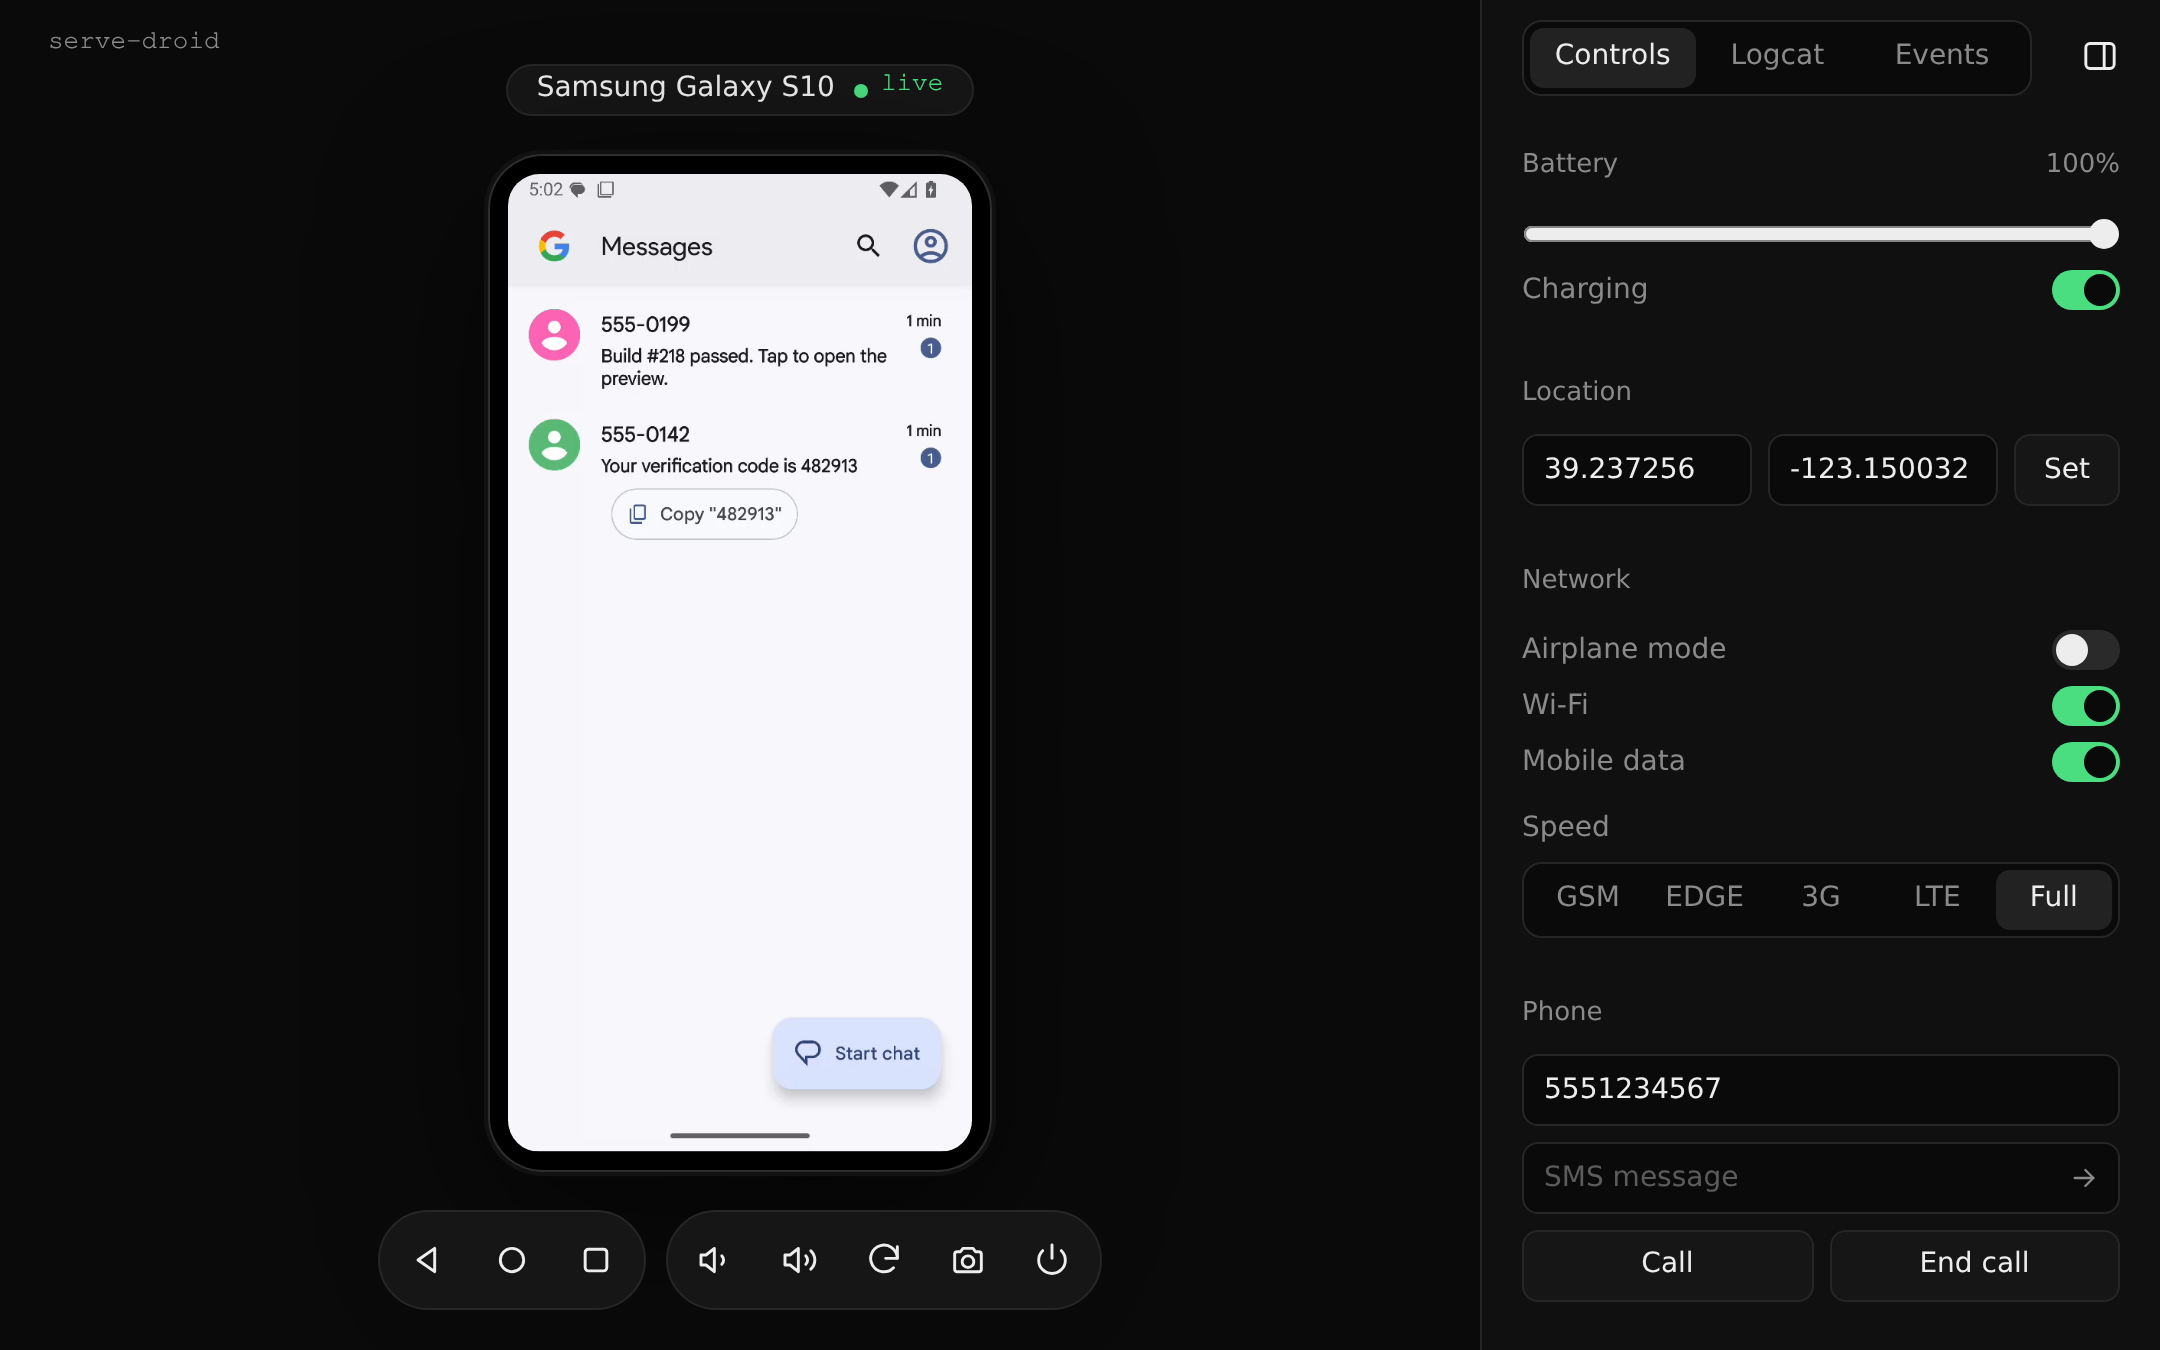 serve-droid
Samsung Galaxy S10 live
5:02
Messages
555-0199
1 min
Build #218 passed. Tap to open the
preview.
1
555-0142
1 min
Your verification code is 482913
1
Copy "482913"
Start chat
Controls Logcat Events
Battery 100%
Charging
Location
39.237256 -123.150032 Set
Network
Airplane mode
Wi-Fi
Mobile data
Speed
GSM EDGE 3G LTE Full
Phone
5551234567
SMS message
Call End call